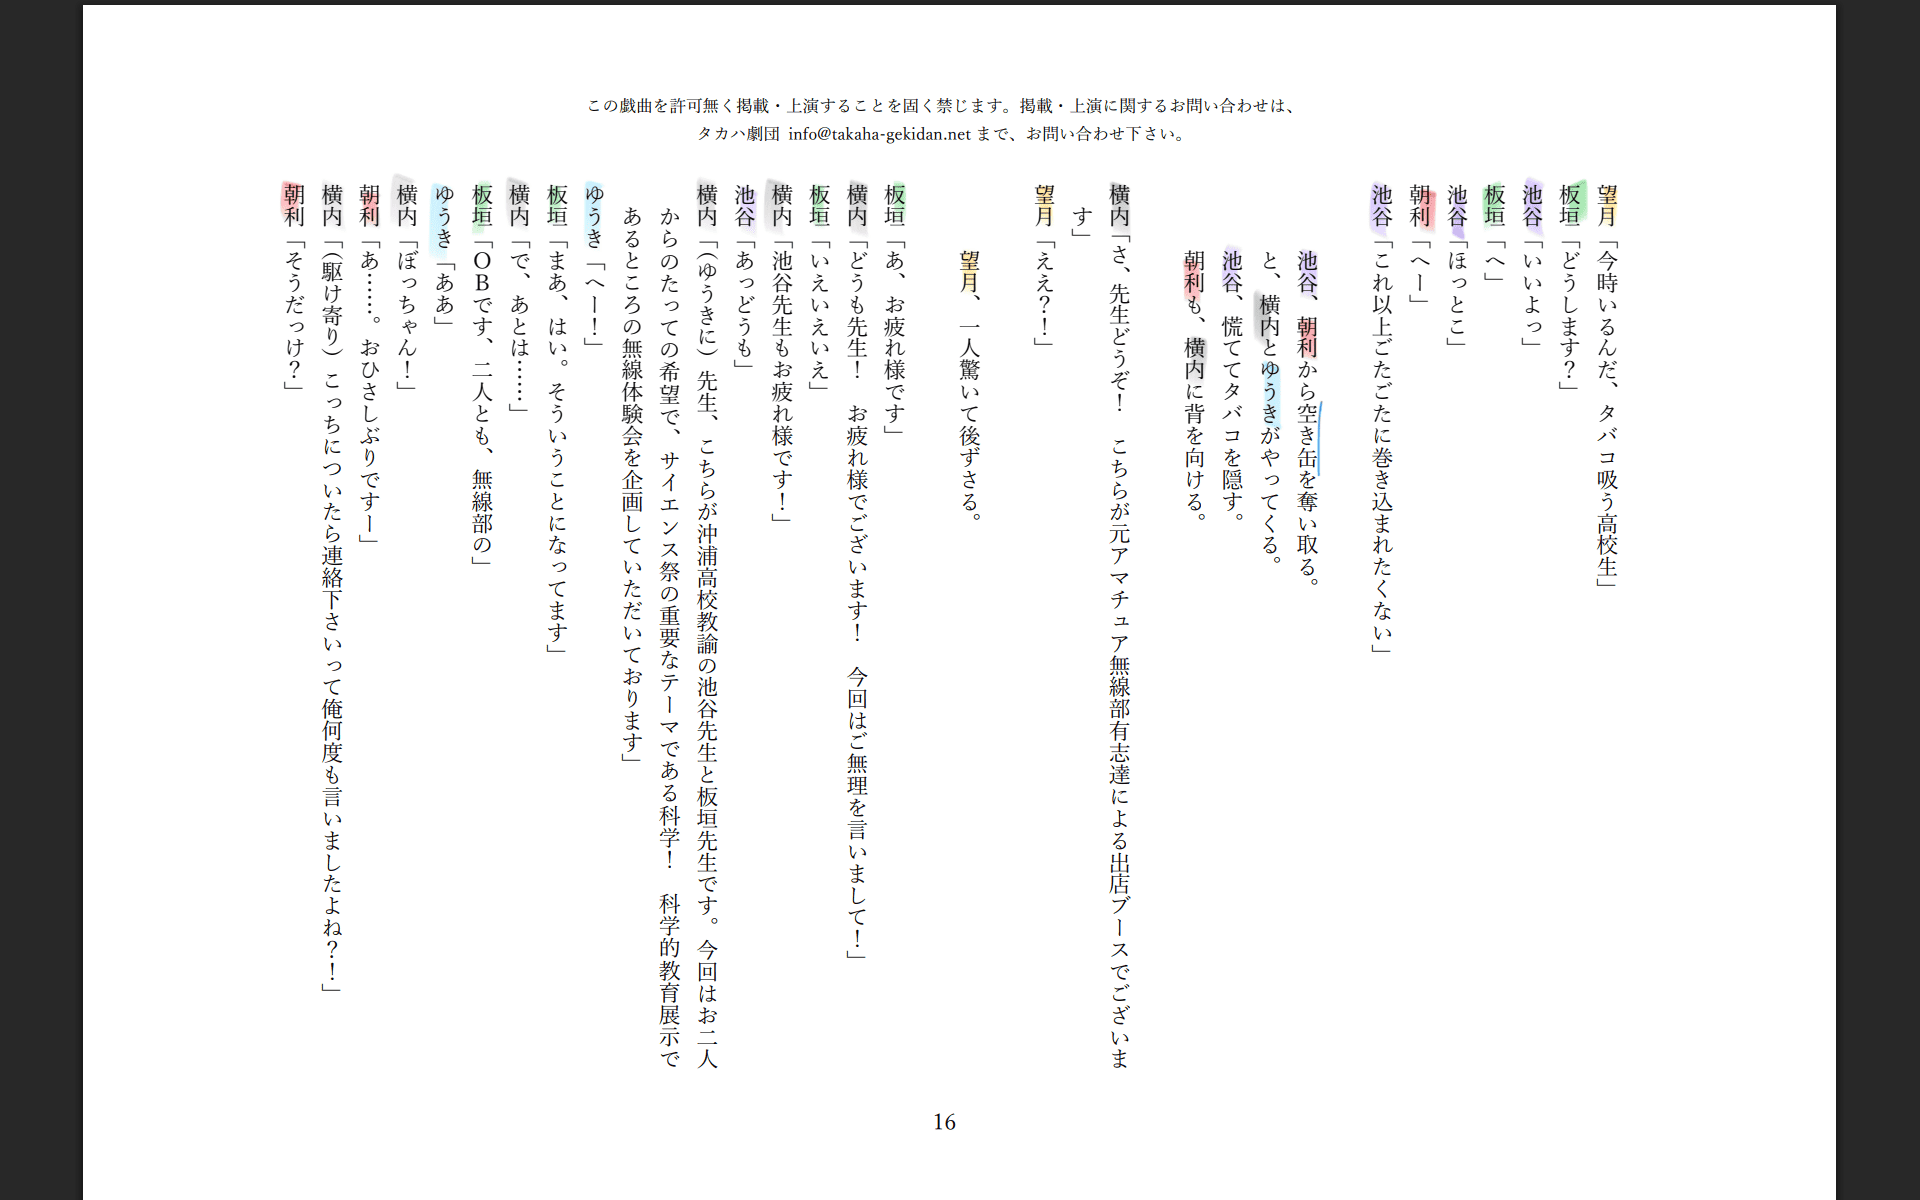 この戯曲を許可無く掲載・上演することを固く禁じます。掲載・上演に関するお問い合わせは、
タカハ劇団 info@takaha-gekidan.net まで、お問い合わせ下さい。
望月「今時いるんだ、タバコ吸う高校生」
板垣「どうします？」
池谷「いいよっ」
板垣「へ」
池谷「ほっとこ」
朝利「へー」
池谷「これ以上ごたごたに巻き込まれたくない」
池谷、朝利から空き缶を奪い取る。
と、横内とゆうきがやってくる。
池谷、慌ててタバコを隠す。
朝利も、横内に背を向ける。
横内「さ、先生どうぞ！　こちらが元アマチュア無線部有志達による出店ブースでございま
す」
望月「ええ？！」
望月、一人驚いて後ずさる。
板垣「あ、お疲れ様です」
横内「どうも先生！　お疲れ様でございます！　今回はご無理を言いまして！」
板垣「いえいえいえ」
横内「池谷先生もお疲れ様です！」
池谷「あっどうも」
横内「（ゆうきに）先生、こちらが沖浦高校教諭の池谷先生と板垣先生です。今回はお二人
からのたっての希望で、サイエンス祭の重要なテーマである科学！　科学的教育展示で
あるところの無線体験会を企画していただいております」
ゆうき「へー！」
板垣「まあ、はい。そういうことになってます」
横内「で、あとは……」
板垣「ＯＢです、二人とも、無線部の」
ゆうき「ああ」
横内「ぼっちゃん！」
朝利「あ……。おひさしぶりですー」
横内「（駆け寄り）こっちについたら連絡下さいって俺何度も言いましたよね？！」
朝利「そうだっけ？」
16